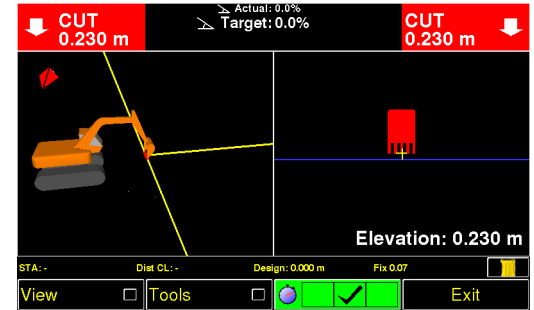 CUT
0.230 m
Actual: 0.0%
Target: 0.0%
CUT
0.230 m
Elevation: 0.230 m
STA: -
Dist CL: -
Design: 0.000 m
Fix 0.07
View
Tools
Exit